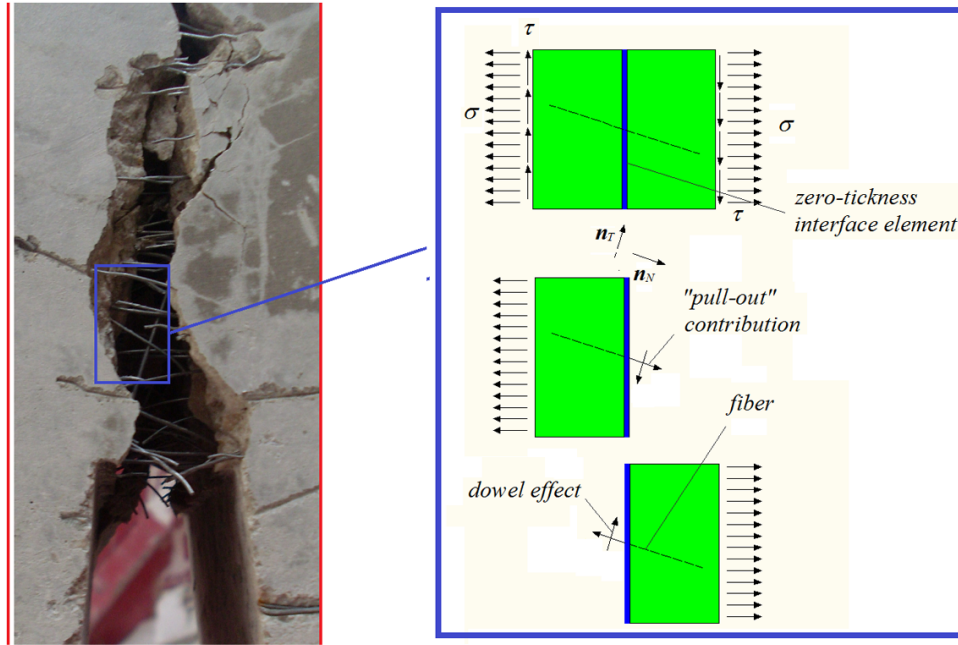 τ
σ
σ
τ
zero-tickness
interface element
n_T
n_N
"pull-out"
contribution
fiber
dowel effect